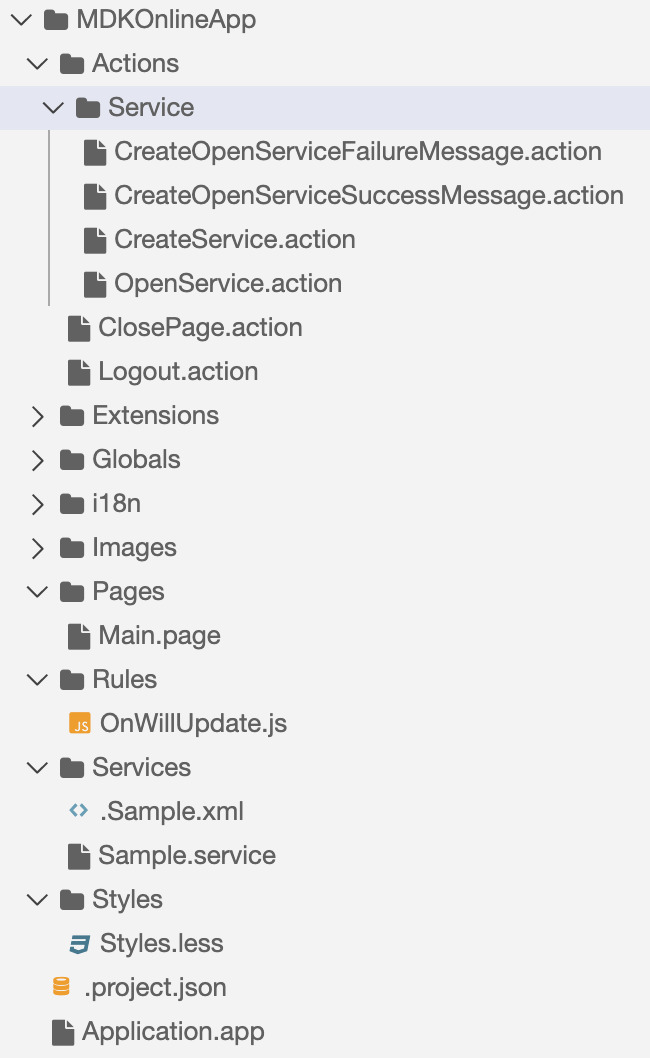 MDKOnlineApp
Actions
Service
CreateOpenServiceFailureMessage.action
CreateOpenServiceSuccessMessage.action
CreateService.action
OpenService.action
ClosePage.action
Logout.action
Extensions
Globals
i18n
Images
Pages
Main.page
Rules
JS OnWillUpdate.js
Services
.Sample.xml
Sample.service
Styles
Styles.less
.project.json
Application.app